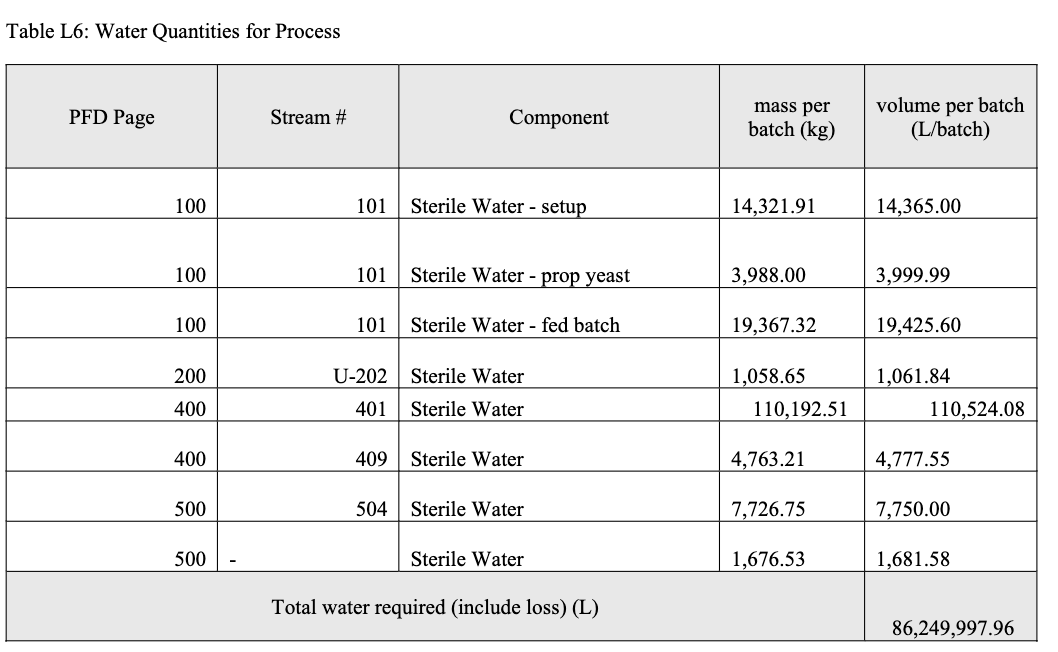 Table L6: Water Quantities for Process
PFD Page Stream # Component mass per batch (kg) volume per batch (L/batch)
100 101 Sterile Water - setup 14,321.91 14,365.00
100 101 Sterile Water - prop yeast 3,988.00 3,999.99
100 101 Sterile Water - fed batch 19,367.32 19,425.60
200 U-202 Sterile Water 1,058.65 1,061.84
400 401 Sterile Water 110,192.51 110,524.08
400 409 Sterile Water 4,763.21 4,777.55
500 504 Sterile Water 7,726.75 7,750.00
500 - Sterile Water 1,676.53 1,681.58
Total water required (include loss) (L) 86,249,997.96